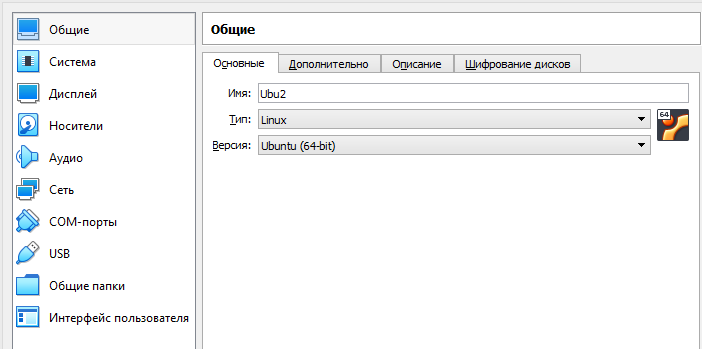 Общие
Система
Дисплей
Носители
Аудио
Сеть
COM-порты
USB
Общие папки
Интерфейс пользователя
Общие
Основные Дополнительно Описание Шифрование дисков
Имя: Ubu2
Тип: Linux
64
Версия: Ubuntu (64-bit)